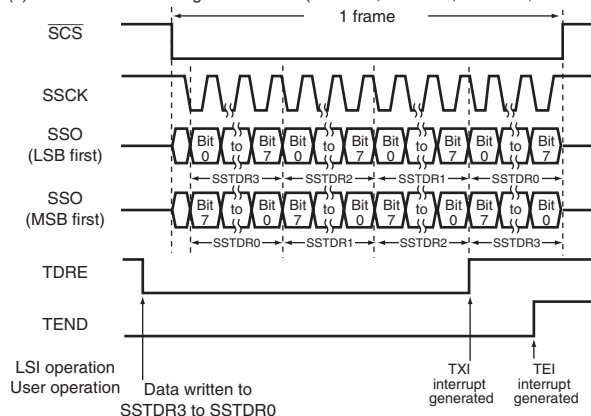 1 frame
SCS
SSCK
SSO
(LSB first)
Bit 0 to Bit 7 Bit 0 to Bit 7 Bit 0 to Bit 7 Bit 0 to Bit 7
SSTDR3 SSTDR2 SSTDR1 SSTDR0
SSO
(MSB first)
Bit 7 to Bit 0 Bit 7 to Bit 0 Bit 7 to Bit 0 Bit 7 to Bit 0
SSTDR0 SSTDR1 SSTDR2 SSTDR3
TDRE
TEND
LSI operation
User operation
Data written to
SSTDR3 to SSTDR0
TXI
interrupt
generated
TEI
interrupt
generated